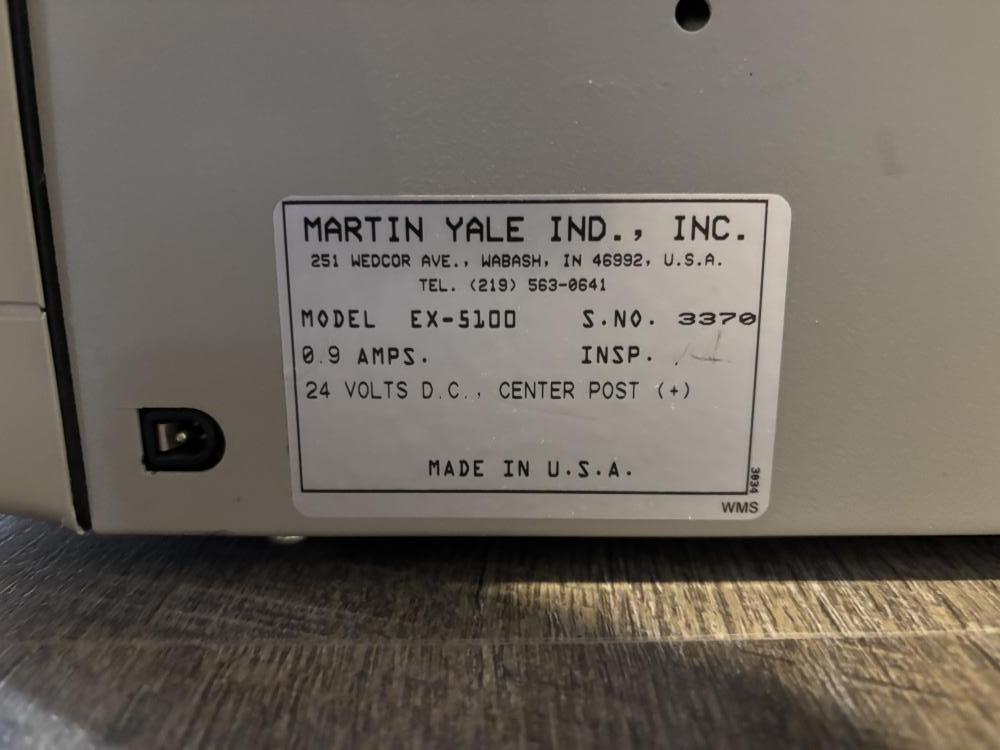 MARTIN YALE IND., INC.
251 WEDCOR AVE., WABASH, IN 46992, U.S.A.
TEL. (219) 563-0641
MODEL EX-5100 S.NO. 3370
0.9 AMPS. INSP.
24 VOLTS D.C., CENTER POST (+)
MADE IN U.S.A.
3034
WMS